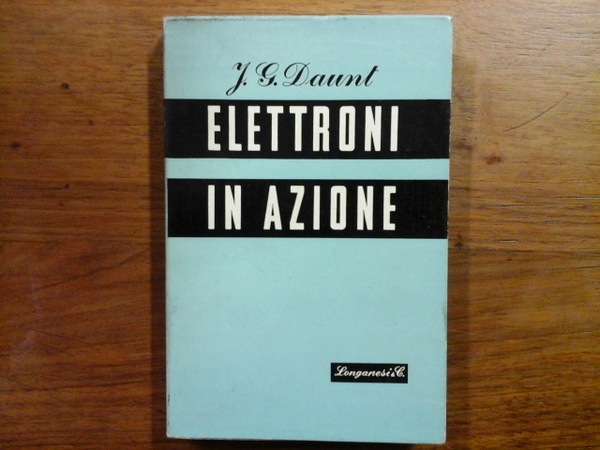 J. G. Daunt
ELETTRONI
IN AZIONE
Longanesi & C.